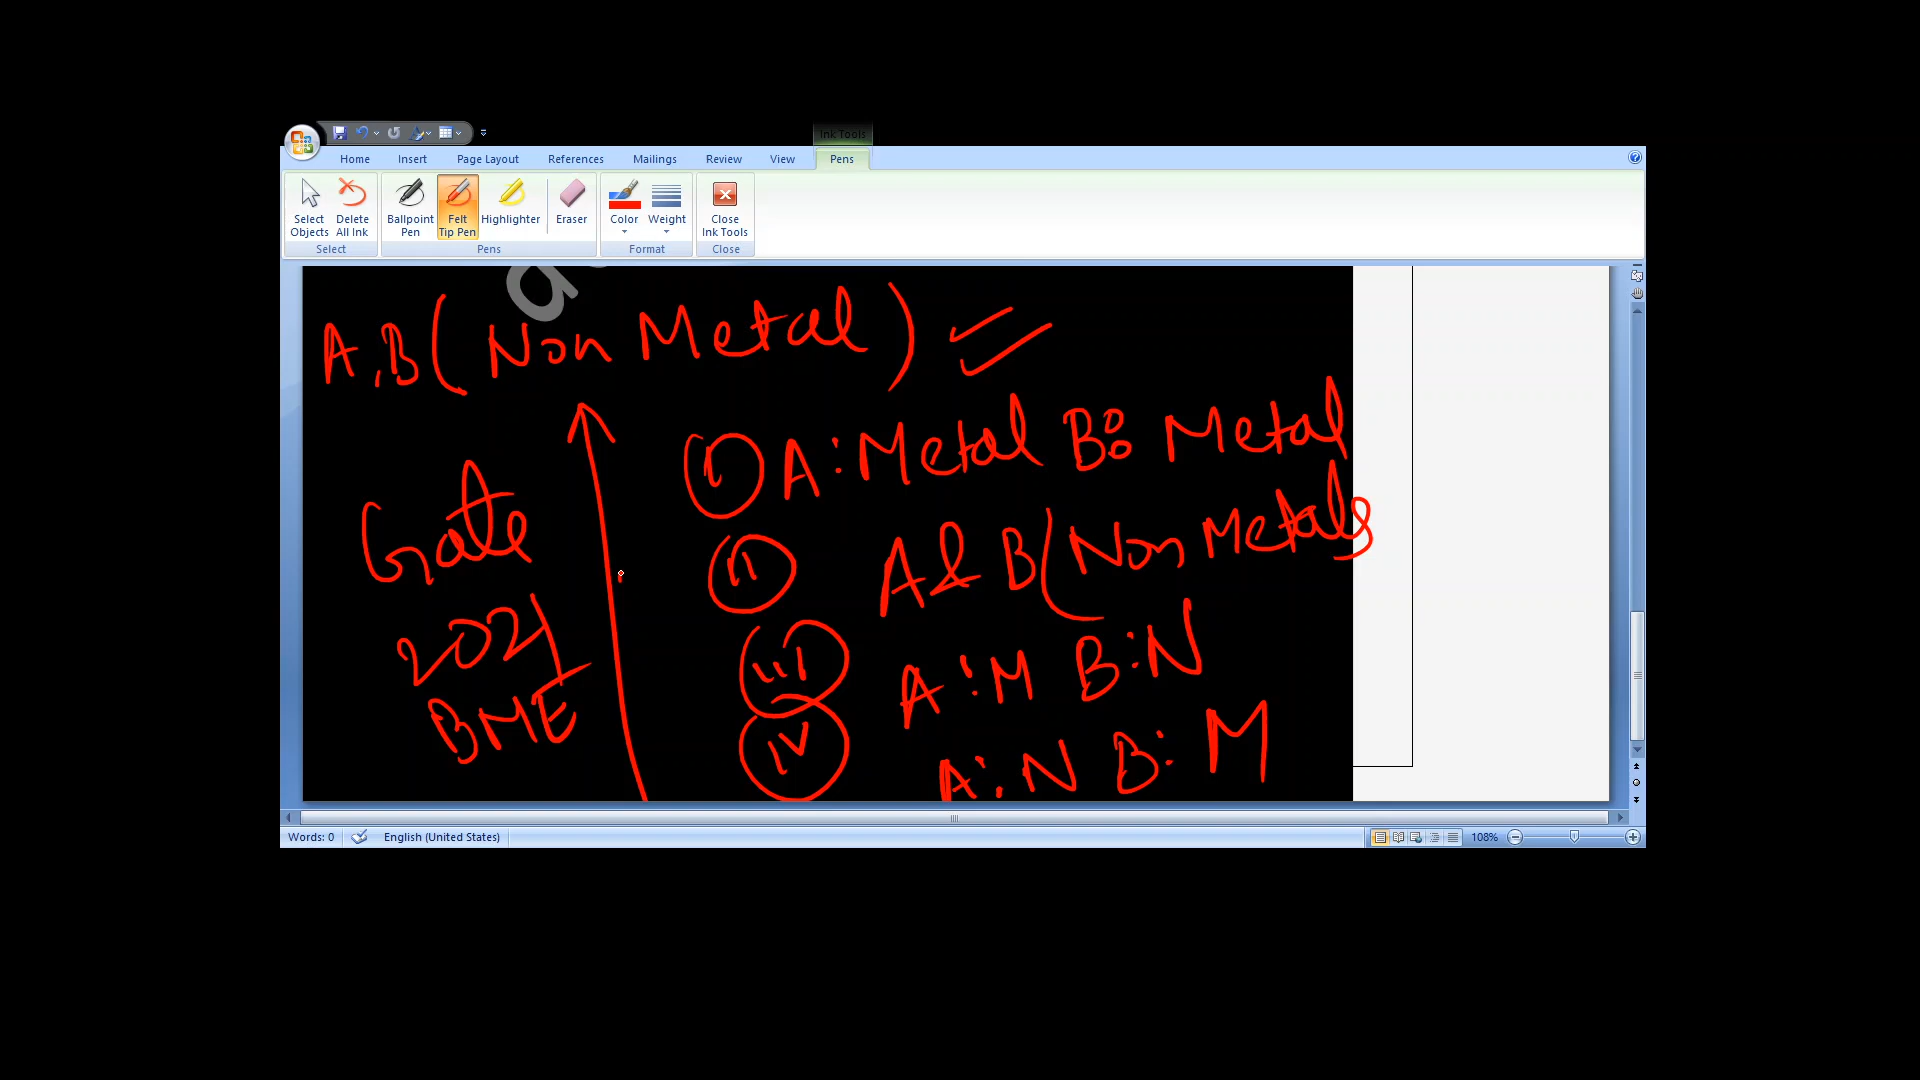 Ink Tools
Home Insert Page Layout References Mailings Review View Pens
Select Objects Delete All Ink Ballpoint Pen Felt Tip Pen Highlighter Eraser Color Weight Close Ink Tools
Select Pens Format Close
A,B (Non Metal)
(I) A: Metal B: Metal
(II) A & B (Non Metals
(III) A: M B: N
(IV) A: N B: M
Gate
2021
BME
Words: 0 English (United States) 108%